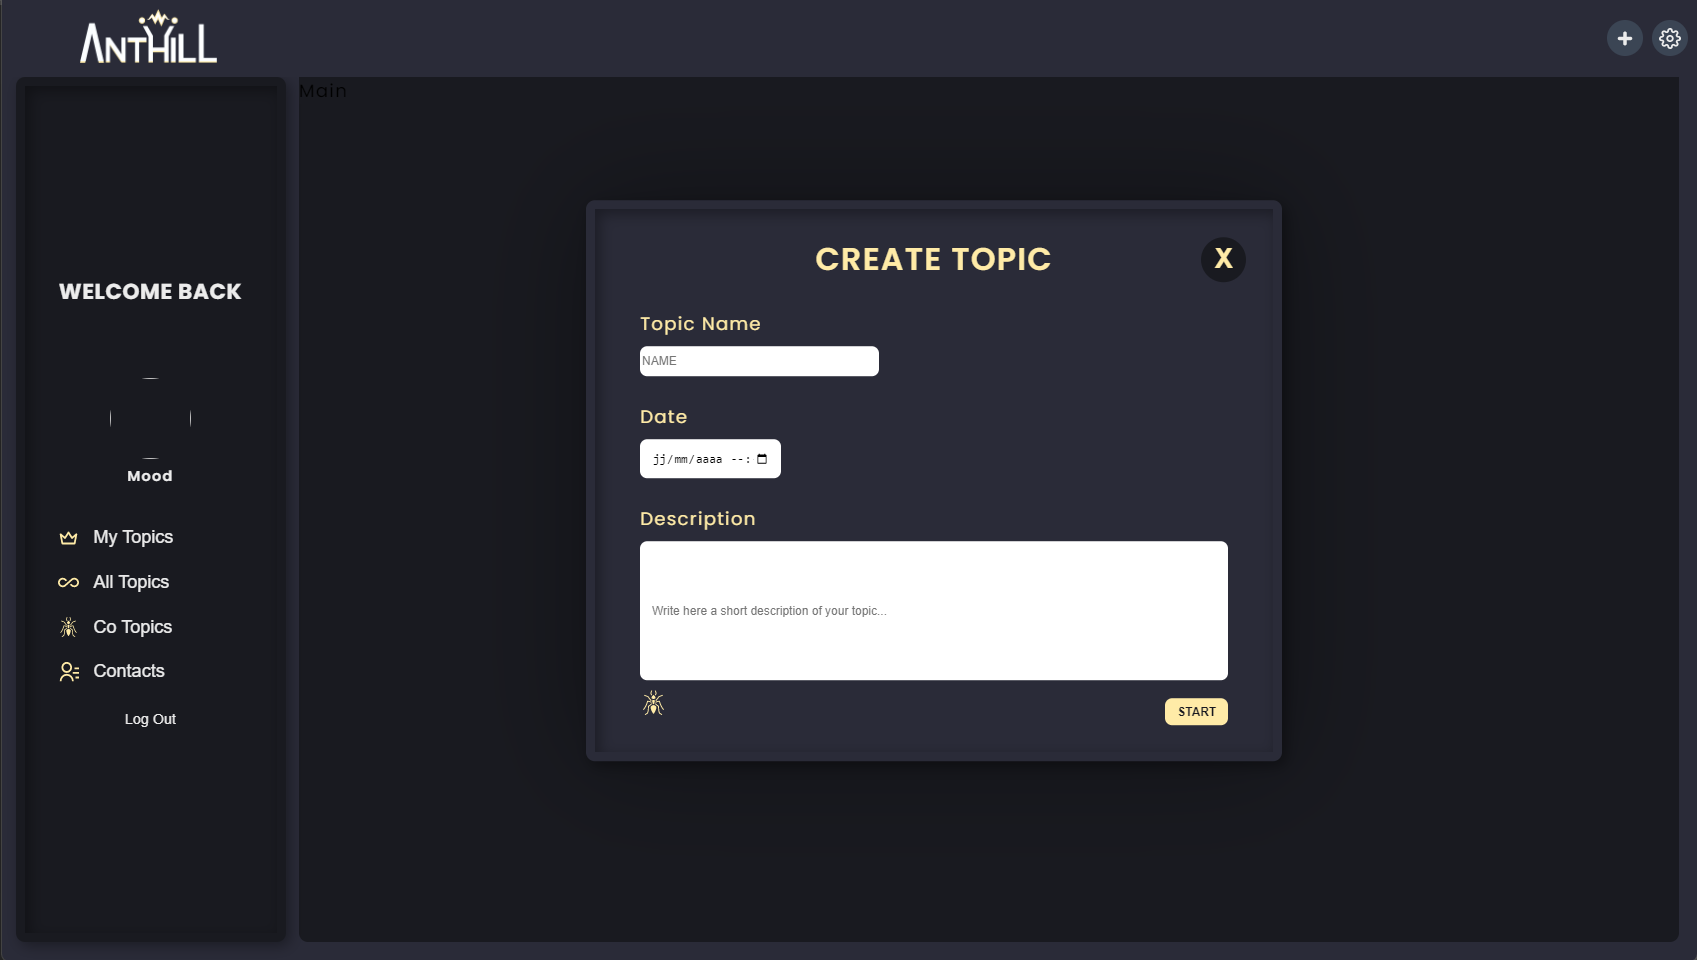 ANTHILL
Main
WELCOME BACK
Mood
My Topics
All Topics
Co Topics
Contacts
Log Out
CREATE TOPIC
X
Topic Name
NAME
Date
jj/mm/aaaa --:
Description
Write here a short description of your topic...
START